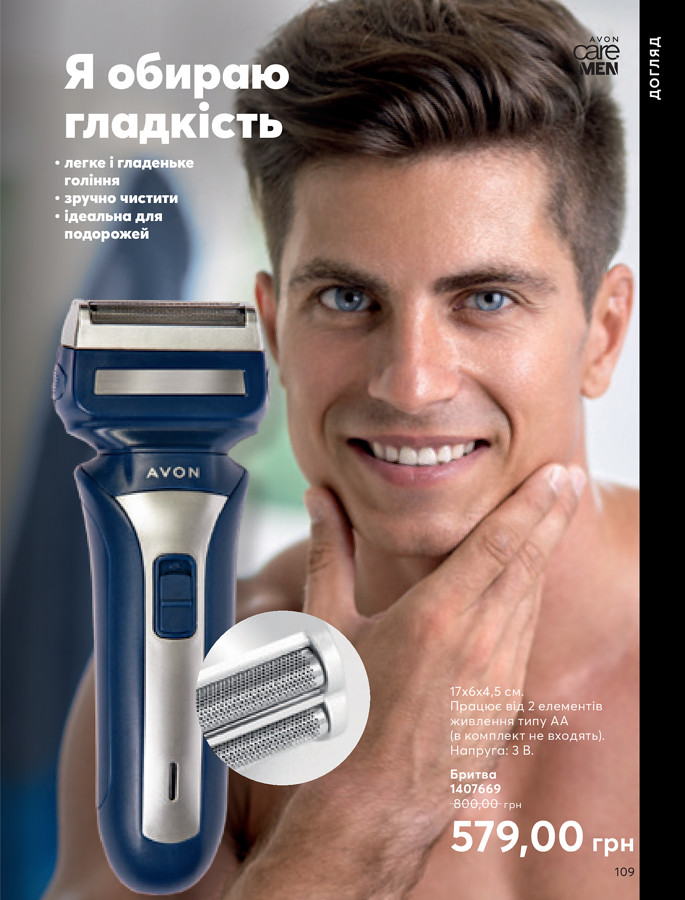 AVON
care
MEN
ДОГЛЯД
Я обираю
гладкість
• легке і гладеньке
гоління
• зручно чистити
• ідеальна для
подорожей
AVON
17х6х4,5 см.
Працює від 2 елементів
живлення типу АА
(в комплект не входять).
Напруга: 3 В.
Бритва
1407669
800,00 грн
579,00 грн
109